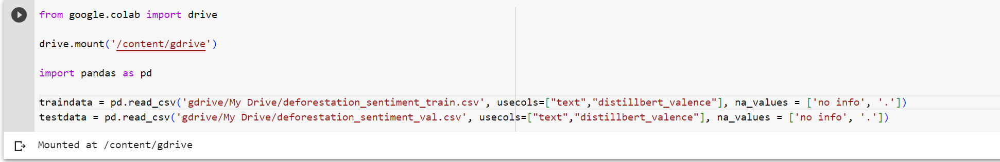 from google.colab import drive
drive.mount('/content/gdrive')
import pandas as pd
traindata = pd.read_csv('gdrive/My Drive/deforestation_sentiment_train.csv', usecols=["text","distillbert_valence"], na_values = ['no info', '.'])
testdata = pd.read_csv('gdrive/My Drive/deforestation_sentiment_val.csv', usecols=["text","distillbert_valence"], na_values = ['no info', '.'])
Mounted at /content/gdrive